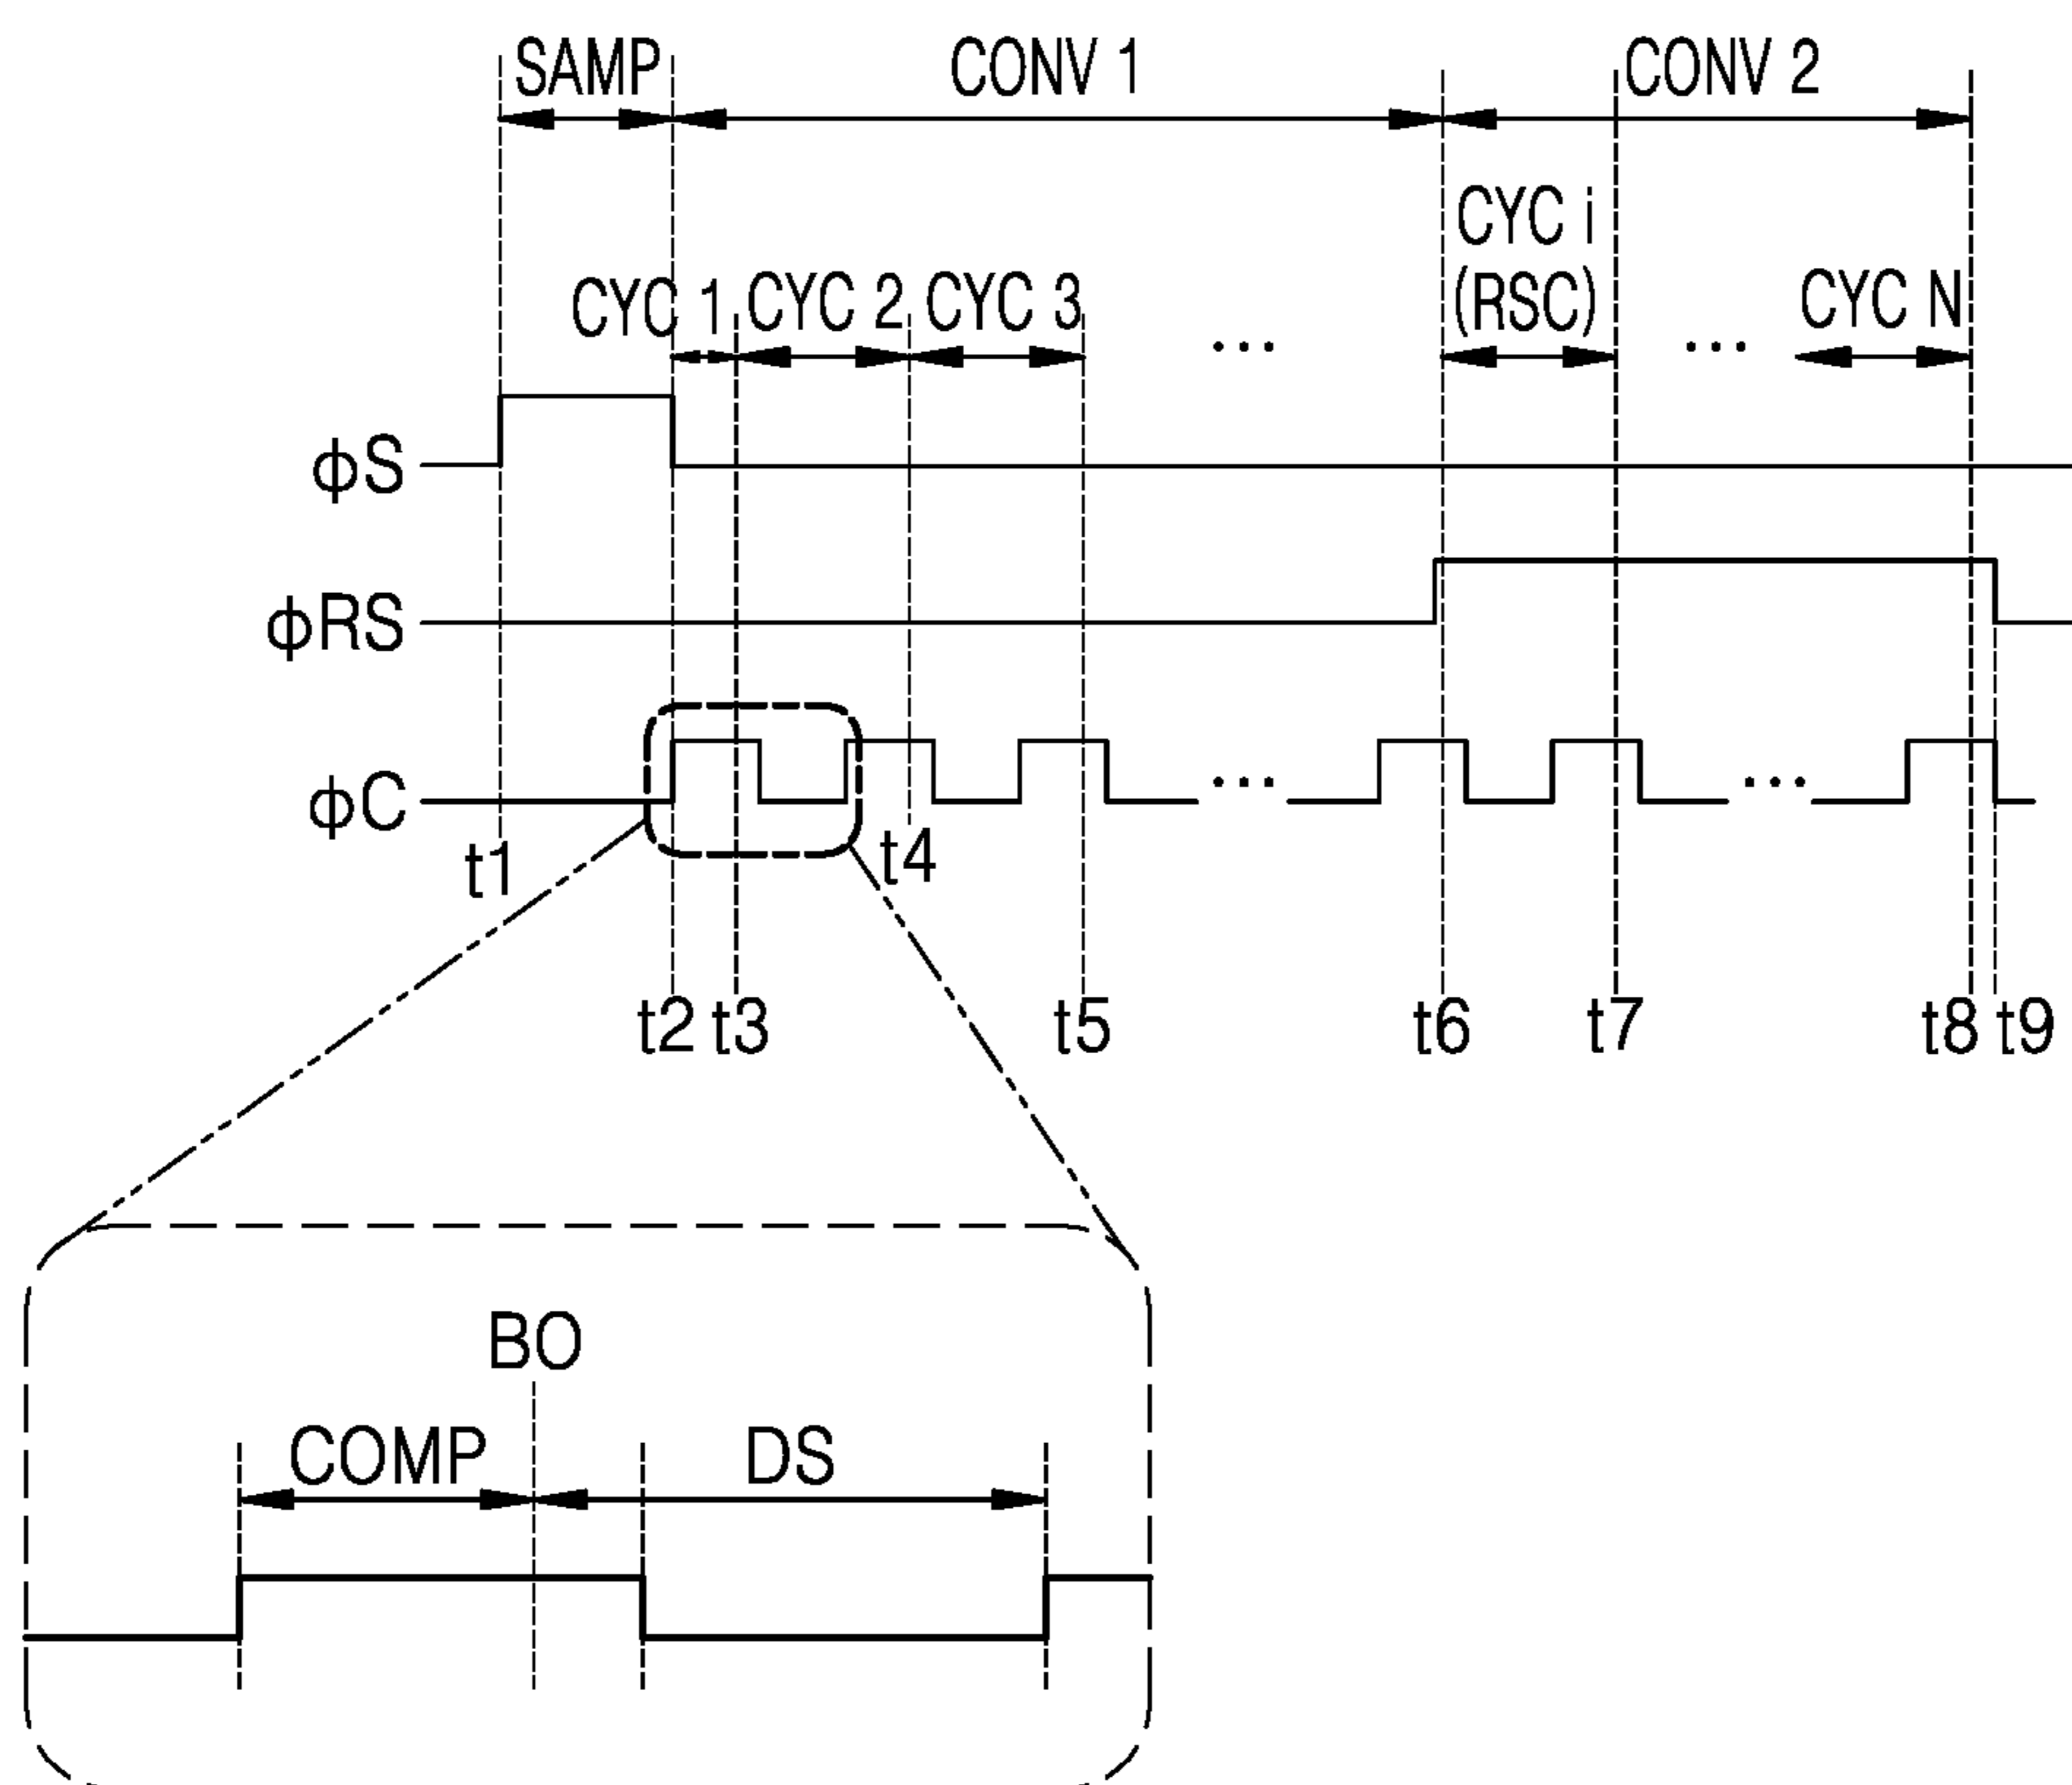 SAMP CONV 1 CONV 2
CYC i
CYC 1 CYC 2 CYC 3 ... (RSC) ... CYC N
ϕS
ϕRS
ϕC ... ...
t1 t4
t2 t3 t5 t6 t7 t8 t9
BO
COMP DS